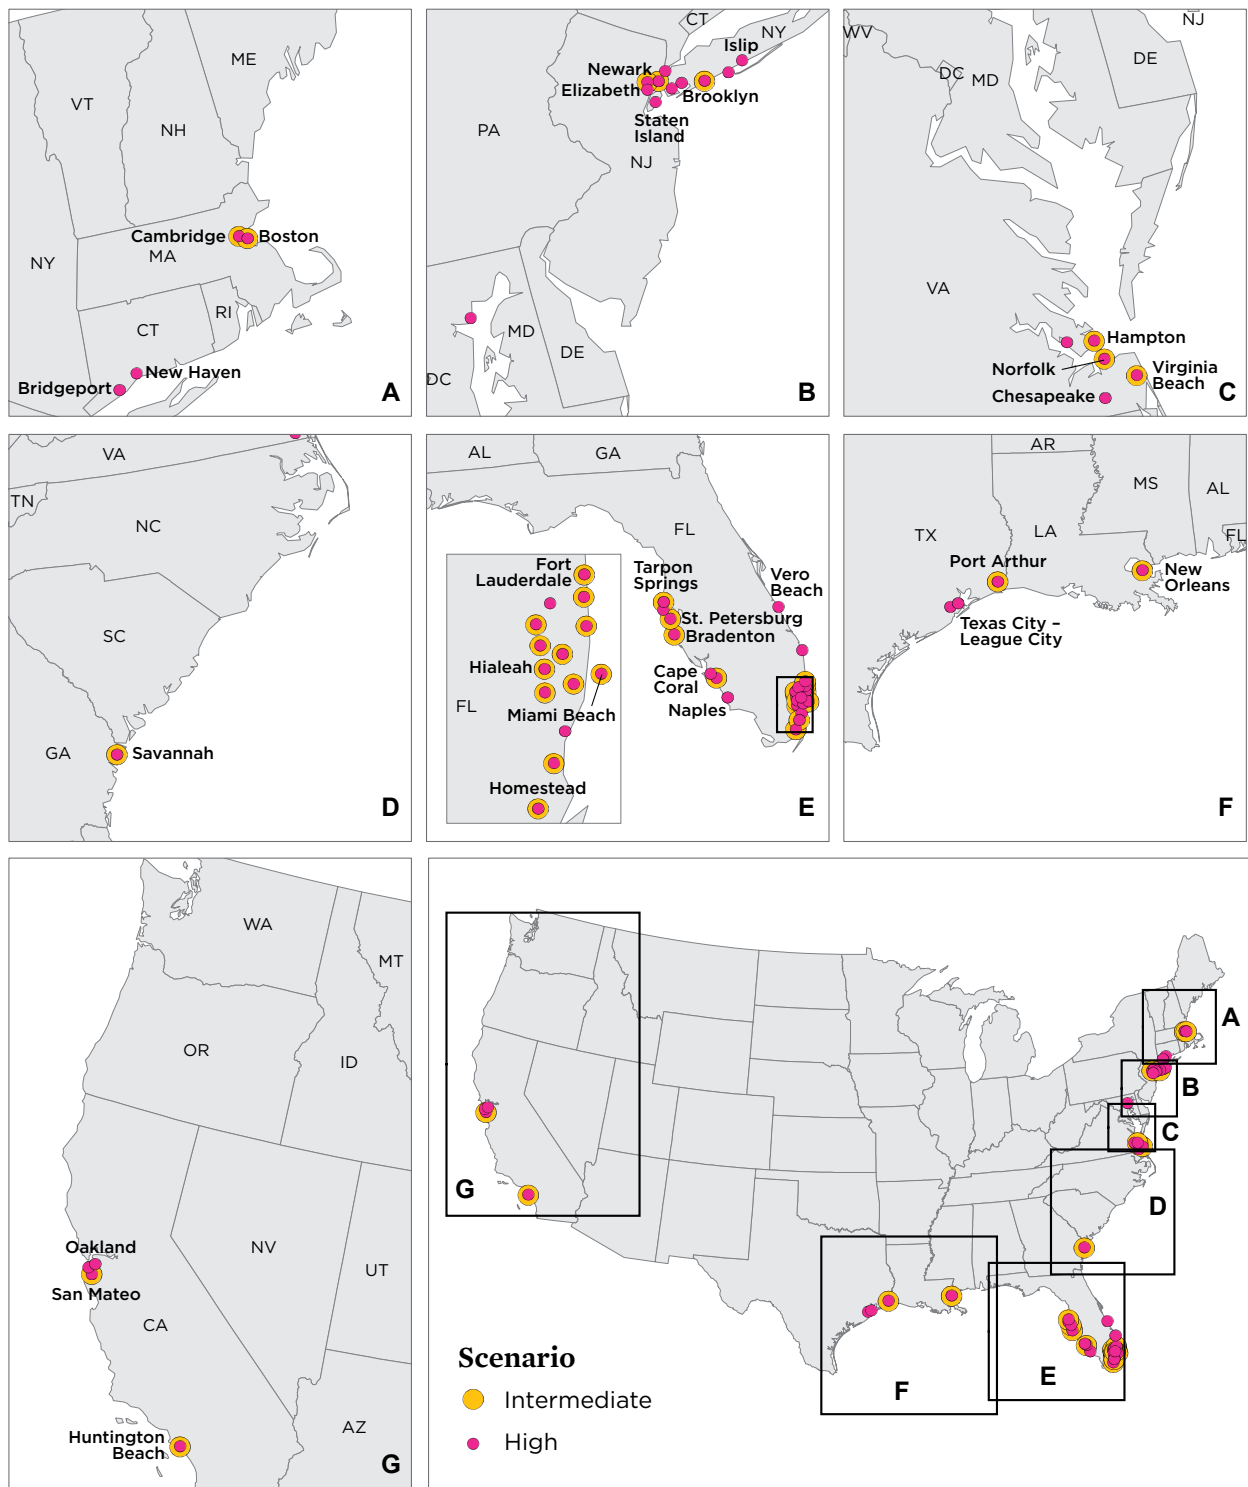 ME
VT
NH
Cambridge
Boston
MA
NY
RI
CT
New Haven
Bridgeport
A
CT
NY
Islip
Newark
Elizabeth
Brooklyn
Staten
Island
PA
NJ
MD
DE
DC
B
NJ
WV
DE
DC
MD
VA
Hampton
Norfolk
Virginia
Beach
Chesapeake
C
VA
TN
NC
SC
GA
Savannah
D
AL
GA
FL
Fort
Lauderdale
Tarpon
Springs
Vero
Beach
St. Petersburg
Bradenton
Hialeah
Cape
Coral
FL
Miami Beach
Naples
Homestead
E
AR
MS
AL
TX
LA
FL
Port Arthur
New
Orleans
Texas City –
League City
F
WA
MT
OR
ID
Oakland
NV
San Mateo
UT
CA
AZ
Huntington
Beach
G
A
B
C
G
D
Scenario
E
F
Intermediate
High